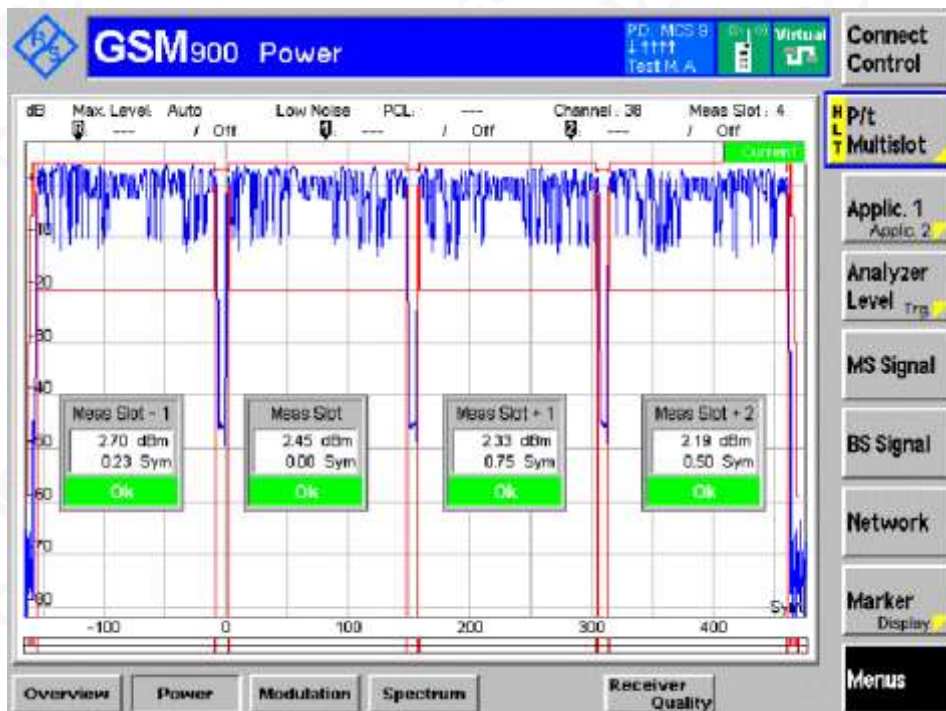 R S
GSM900 Power
P.D. MCS 9
↓↑↑↑↑
Test M. A.
Virtual
Connect
Control
dB Max. Level: Auto Low Noise PCL: --- Channel : 38 Meas Slot : 4
--- / Off 1 --- / Off 2 --- / Off
Current
H
L
T
P/t
Multislot
Applic. 1
Applic. 2
Analyzer
Level Trg.
MS Signal
BS Signal
Network
Marker
Display
Menus
-10
-20
-30
-40
-50
-60
-70
-80
Meas Slot - 1
2.70 dBm
0.23 Sym
Ok
Meas Slot
2.45 dBm
0.00 Sym
Ok
Meas Slot + 1
2.33 dBm
0.75 Sym
Ok
Meas Slot + 2
2.19 dBm
0.50 Sym
Ok
-100 0 100 200 300 400
Overview Power Modulation Spectrum Receiver
Quality